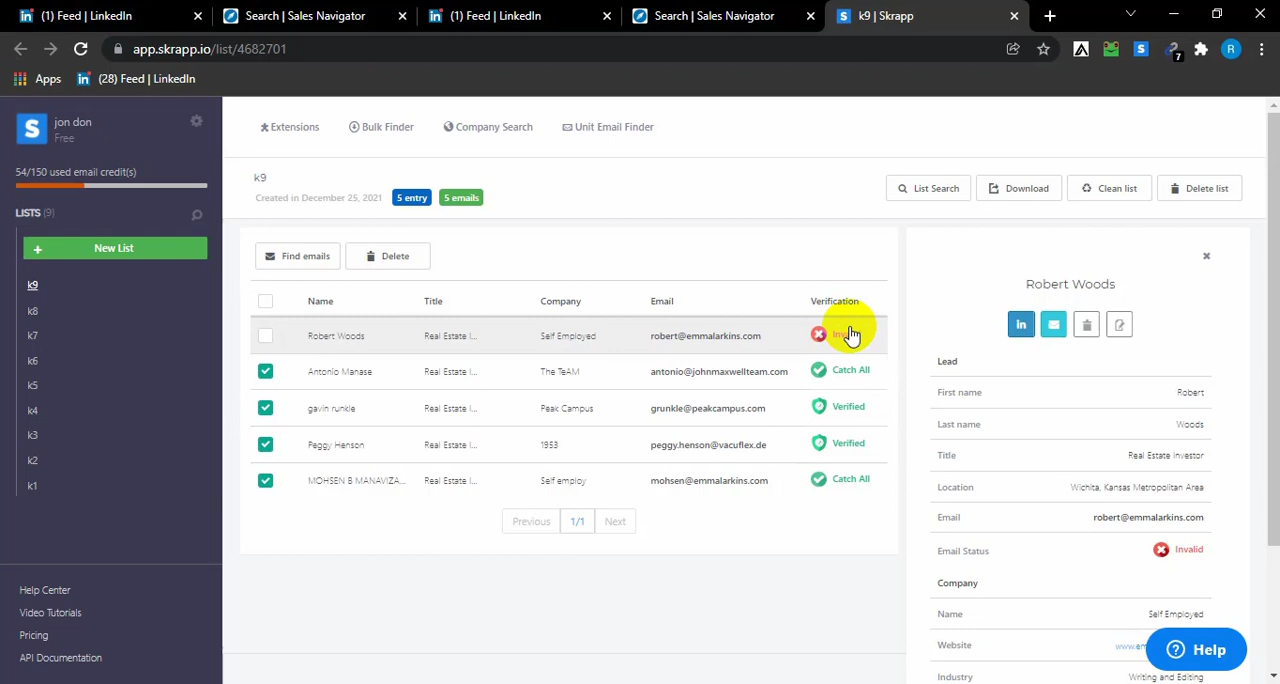 (1) Feed | LinkedIn
Search | Sales Navigator
(1) Feed | LinkedIn
Search | Sales Navigator
k9 | Skrapp
app.skrapp.io/list/4682701
7
R
Apps
(28) Feed | LinkedIn
S
jon don
Free
54/150 used email credit(s)
LISTS (9)
+ New List
k9
k8
k7
k6
k5
k4
k3
k2
k1
Help Center
Video Tutorials
Pricing
API Documentation
Extensions
Bulk Finder
Company Search
Unit Email Finder
k9
Created in December 25, 2021
5 entry
5 emails
List Search
Download
Clean list
Delete list
Find emails
Delete
Name Title Company Email Verification
Robert Woods Real Estate I... Self Employed robert@emmalarkins.com
Antonio Manase Real Estate I... The TeAM antonio@johnmaxwellteam.com Catch All
gavin runkle Real Estate I... Peak Campus grunkle@peakcampus.com Verified
Peggy Henson Real Estate I... 1953 peggy.henson@vacuflex.de Verified
MOHSEN B MANAVIZA... Real Estate I... Self employ mohsen@emmalarkins.com Catch All
Previous 1/1 Next
Robert Woods
in
Lead
First name Robert
Last name Woods
Title Real Estate Investor
Location Wichita, Kansas Metropolitan Area
Email robert@emmalarkins.com
Email Status Invalid
Company
Name Self Employed
Website
Industry Writing and Editing
Help